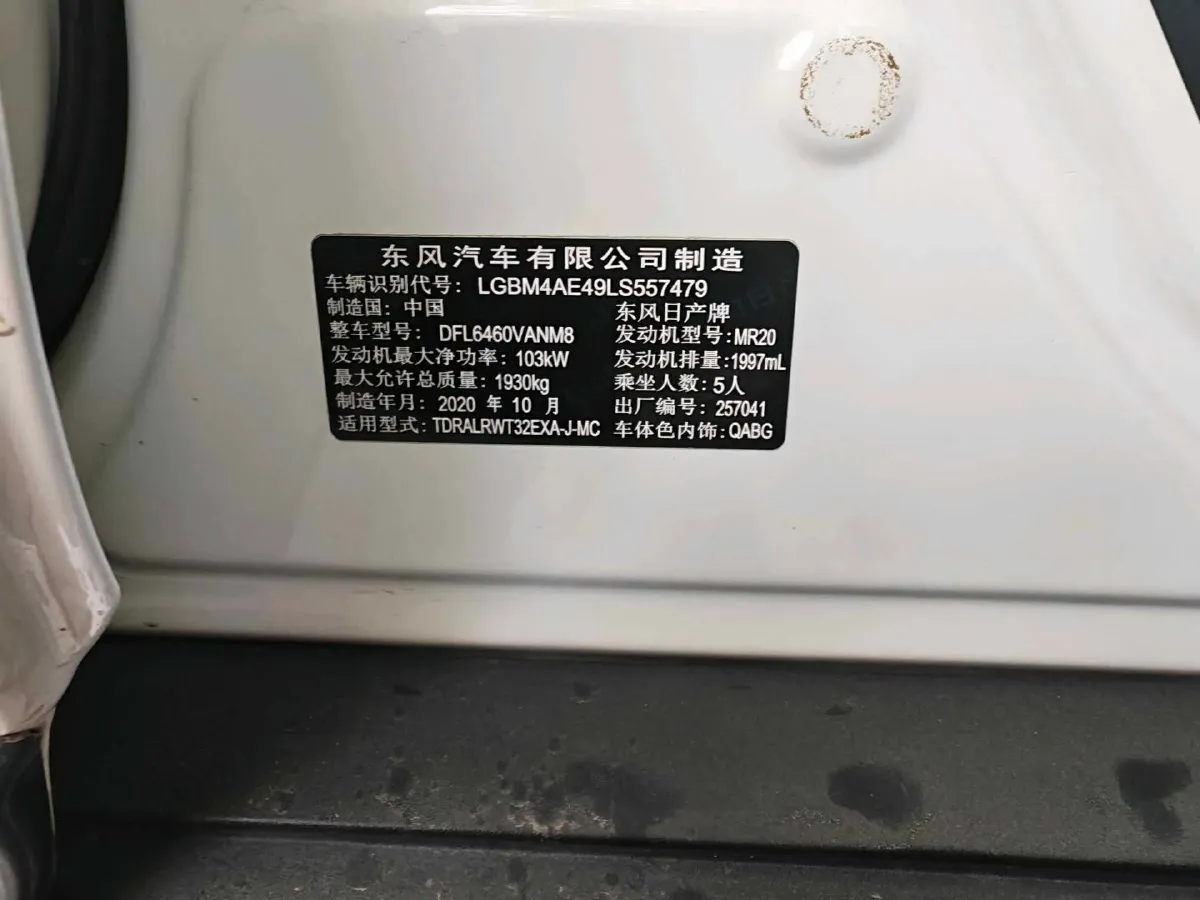 东风汽车有限公司制造
车辆识别代号: LGBM4AE49LS557479
制造国: 中国 东风日产牌
整车型号: DFL6460VANM8 发动机型号:MR20
发动机最大净功率: 103kW 发动机排量:1997mL
最大允许总质量: 1930kg 乘坐人数: 5人
制造年月: 2020 年 10 月 出厂编号: 257041
适用型式:TDRALRWT32EXA-J-MC 车体色内饰:QABG